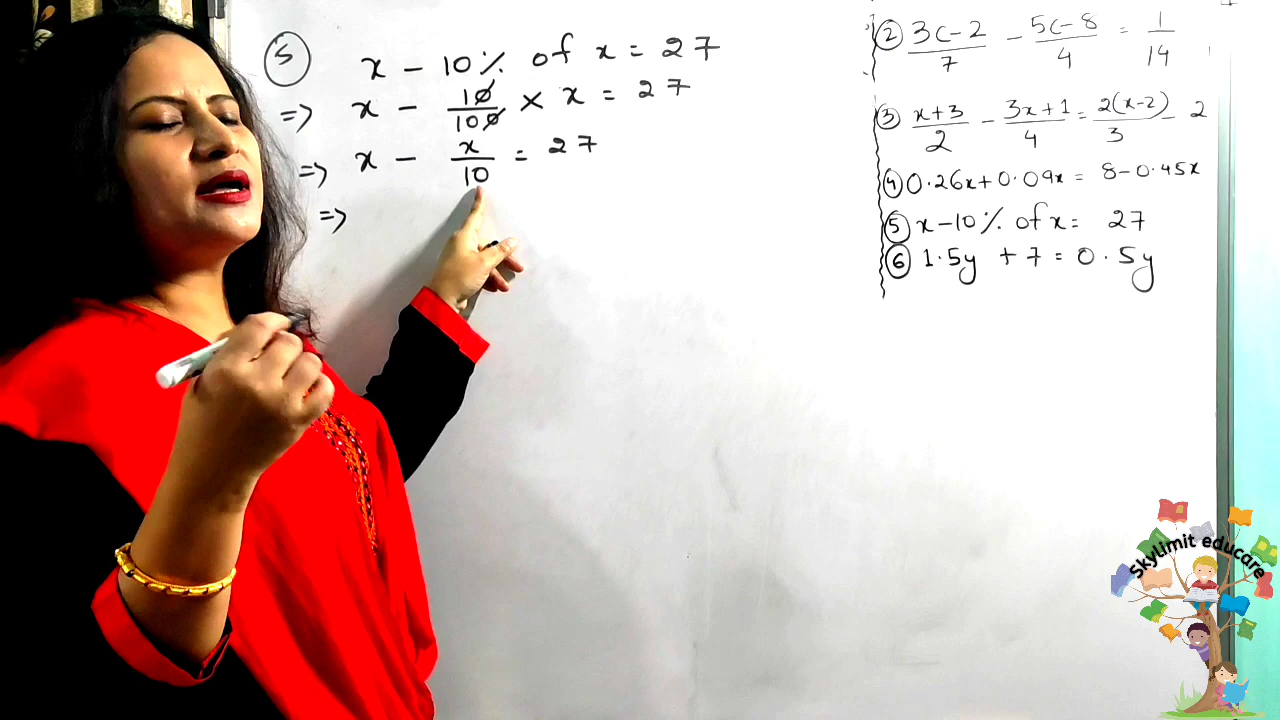 ⑤ x - 10% of x = 27
=> x - 10/100 × x = 27
=> x - x/10 = 27
=>
② (3x-2)/7 - (5x-8)/4 = 1/14
③ (x+3)/2 - (3x+1)/4 = 2(x-2)/3 - 2
④ 0.26x + 0.09x = 8 - 0.45x
⑤ x - 10% of x = 27
⑥ 1.5y + 7 = 0.5y
Skylimit educare